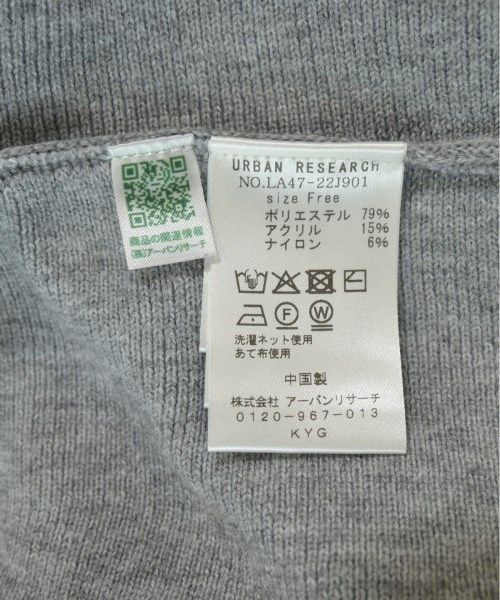 商品の関連情報
(株)アーバンリサーチ
URBAN RESEARCH
NO.LA47-22J901
size Free
ポリエステル 79%
アクリル 15%
ナイロン 6%
F W
洗濯ネット使用
あて布使用
中国製
株式会社 アーバンリサーチ
0120-967-013
KYG